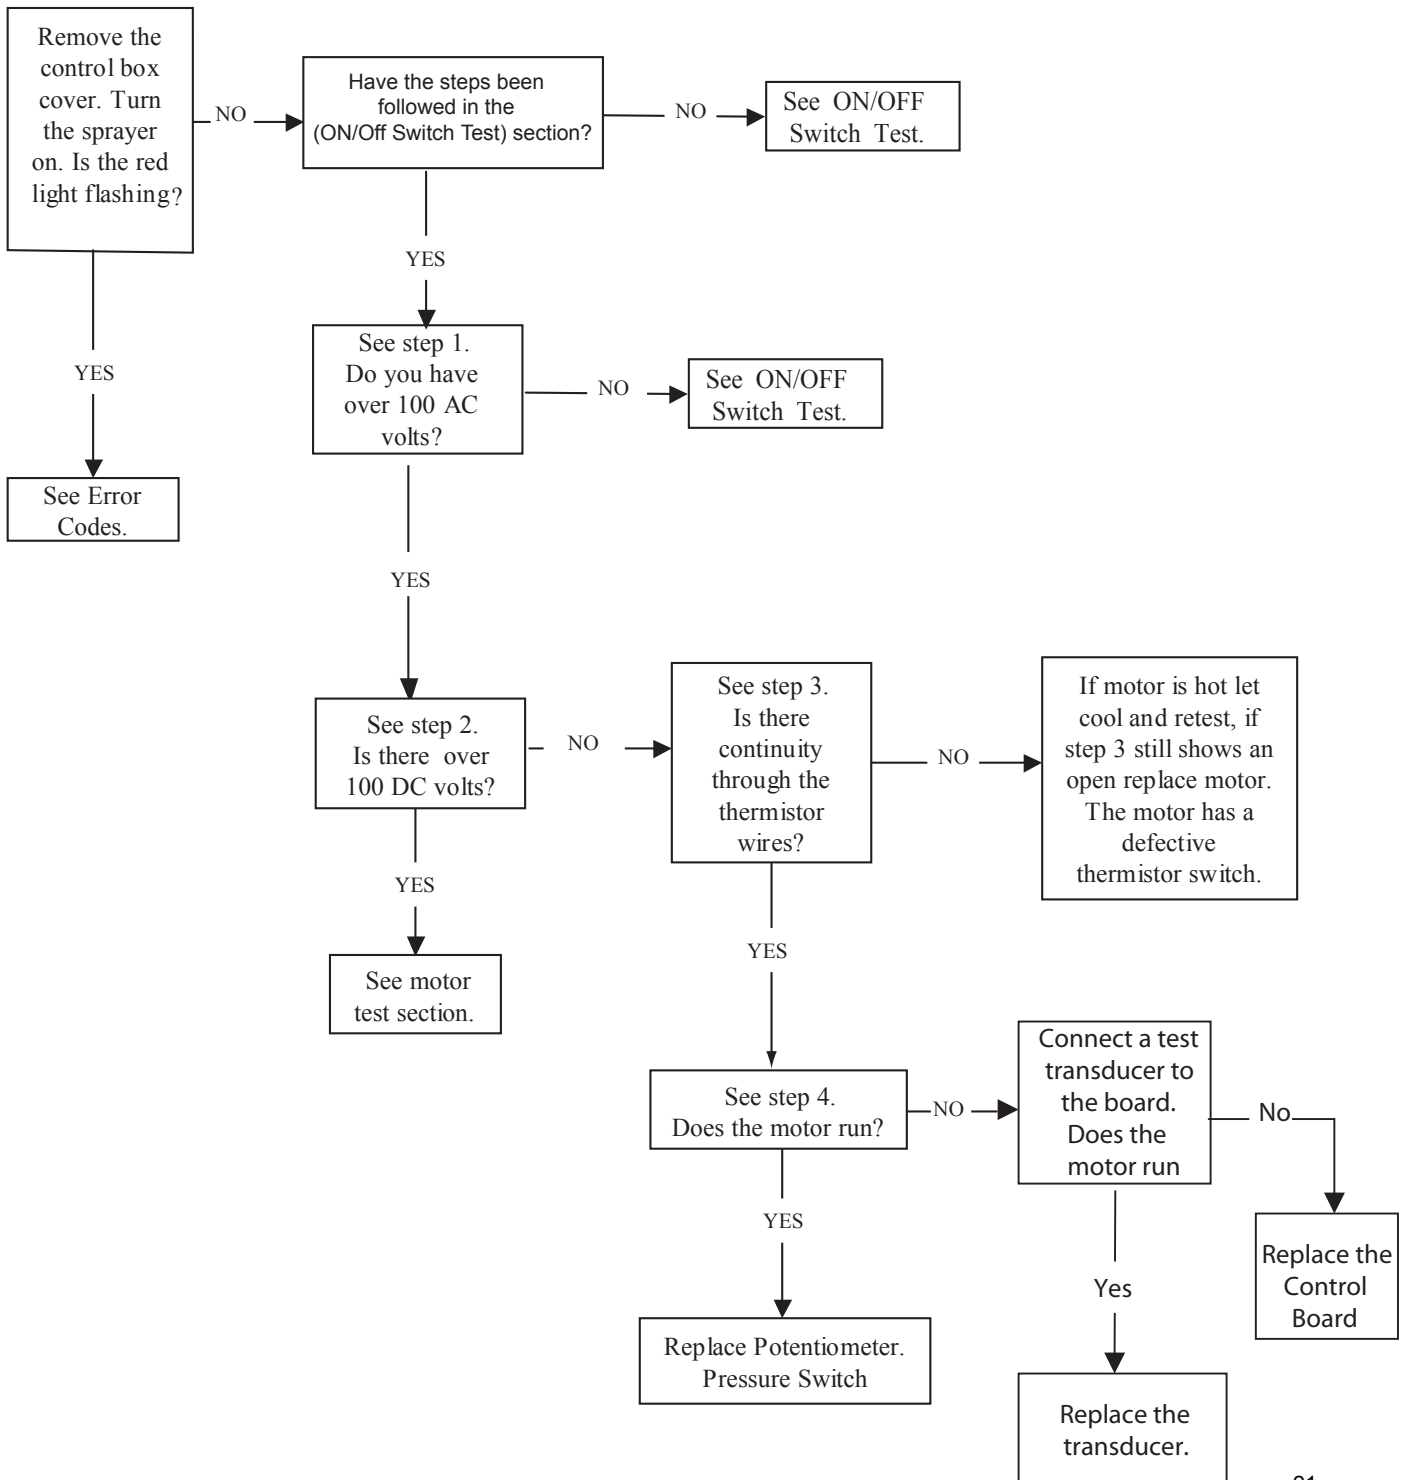 Remove the
control box
cover. Turn
the sprayer
on. Is the red
light flashing?
NO
Have the steps been
followed in the
(ON/Off Switch Test) section?
NO
See ON/OFF
Switch Test.
YES
See Error
Codes.
YES
See step 1.
Do you have
over 100 AC
volts?
NO
See ON/OFF
Switch Test.
YES
See step 2.
Is there over
100 DC volts?
NO
See step 3.
Is there
continuity
through the
thermistor
wires?
NO
If motor is hot let
cool and retest, if
step 3 still shows an
open replace motor.
The motor has a
defective
thermistor switch.
YES
See motor
test section.
YES
See step 4.
Does the motor run?
NO
Connect a test
transducer to
the board.
Does the
motor run
No
Replace the
Control
Board
YES
Replace Potentiometer.
Pressure Switch
Yes
Replace the
transducer.